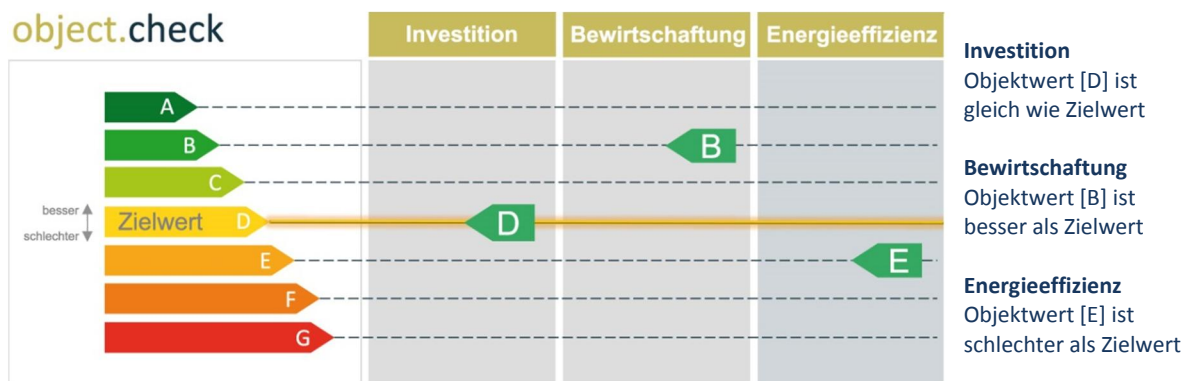 object.check
Investition
Bewirtschaftung
Energieeffizienz
A
B
C
besser
schlechter
Zielwert D
E
F
G
B
D
E
Investition
Objektwert [D] ist
gleich wie Zielwert
Bewirtschaftung
Objektwert [B] ist
besser als Zielwert
Energieeffizienz
Objektwert [E] ist
schlechter als Zielwert